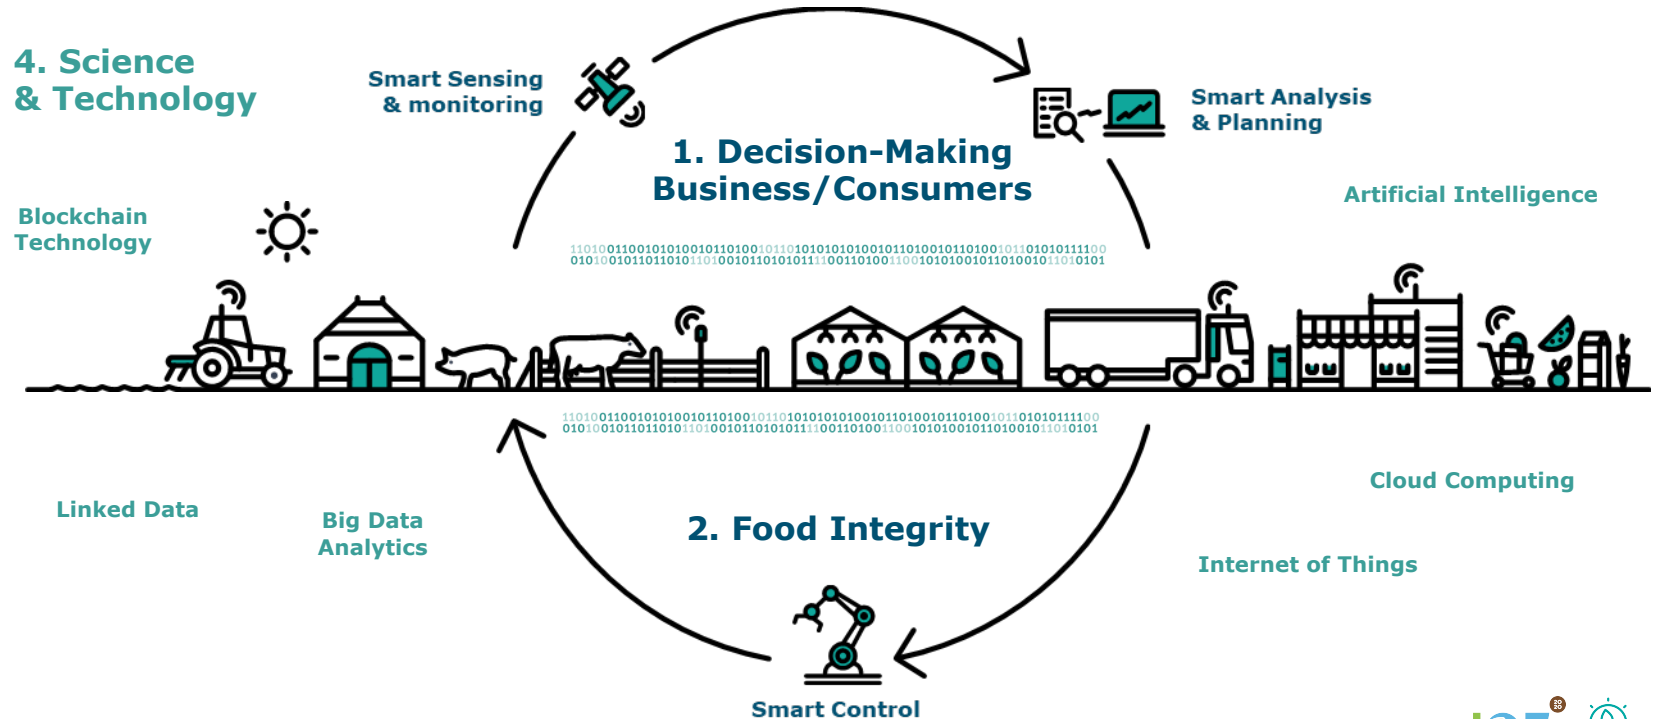 4. Science
& Technology
Smart Sensing
& monitoring
Smart Analysis
& Planning
1. Decision-Making
Business/Consumers
Artificial Intelligence
Blockchain
Technology
Linked Data
Big Data
Analytics
2. Food Integrity
Cloud Computing
Internet of Things
Smart Control